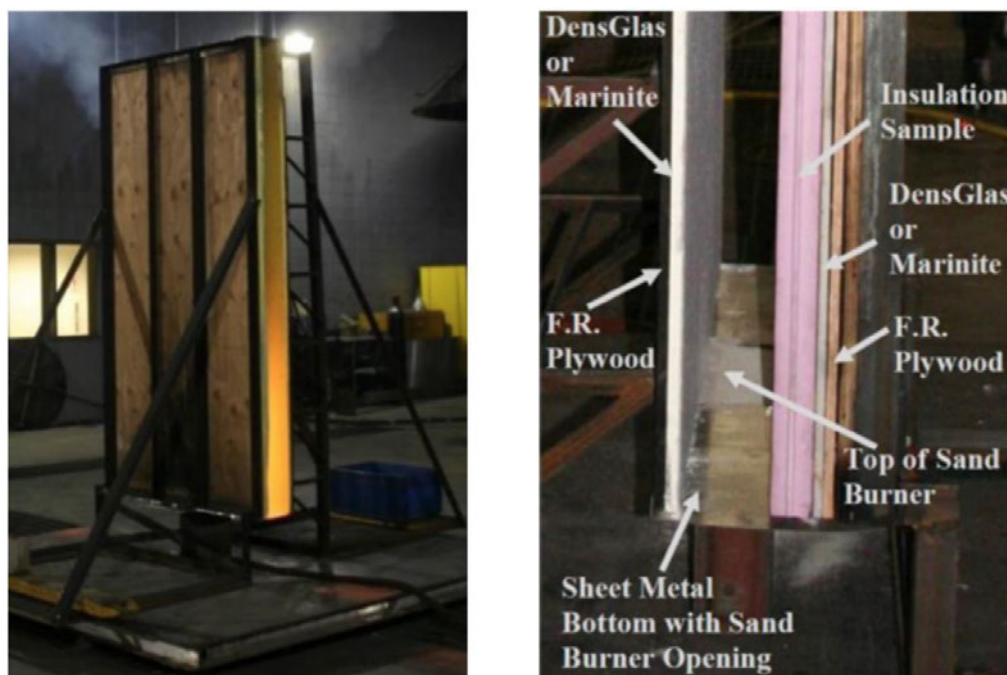 DensGlas
or
Marinite
Insulation
Sample
DensGlas
or
Marinite
F.R.
Plywood
F.R.
Plywood
Top of Sand
Burner
Sheet Metal
Bottom with Sand
Burner Opening